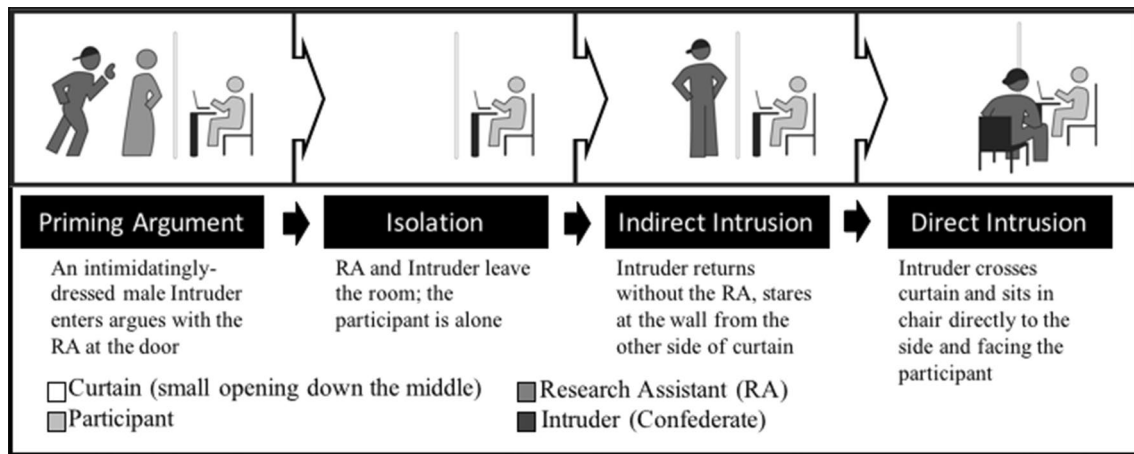 Priming Argument
An intimidatingly-
dressed male Intruder
enters argues with the
RA at the door
Isolation
RA and Intruder leave
the room; the
participant is alone
Indirect Intrusion
Intruder returns
without the RA, stares
at the wall from the
other side of curtain
Direct Intrusion
Intruder crosses
curtain and sits in
chair directly to the
side and facing the
participant
Curtain (small opening down the middle)
Participant
Research Assistant (RA)
Intruder (Confederate)